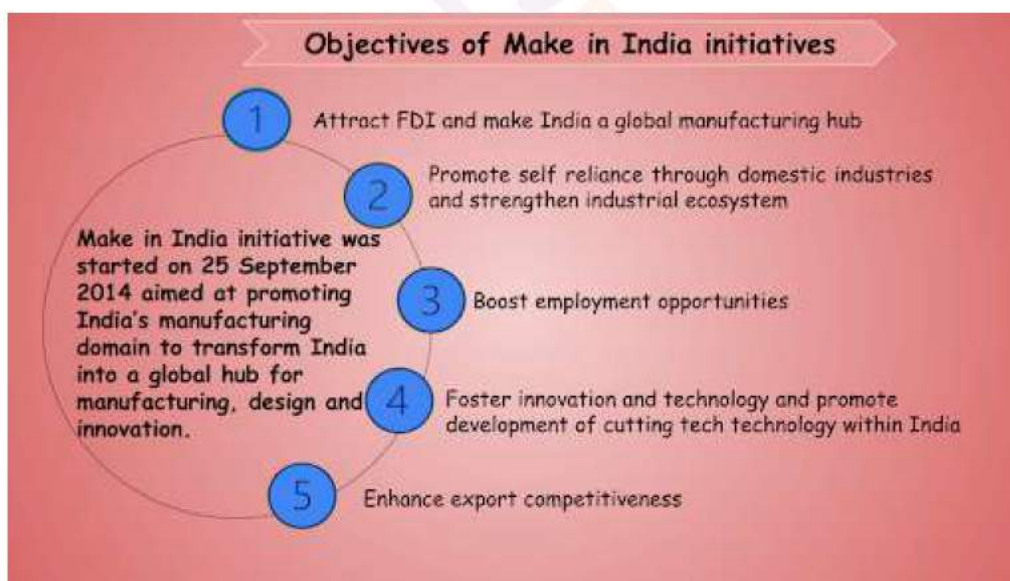 Objectives of Make in India initiatives
1
Attract FDI and make India a global manufacturing hub
2
Promote self reliance through domestic industries
and strengthen industrial ecosystem
Make in India initiative was
started on 25 September
2014 aimed at promoting
India's manufacturing
domain to transform India
into a global hub for
manufacturing, design and
innovation.
3
Boost employment opportunities
4
Foster innovation and technology and promote
development of cutting tech technology within India
5
Enhance export competitiveness